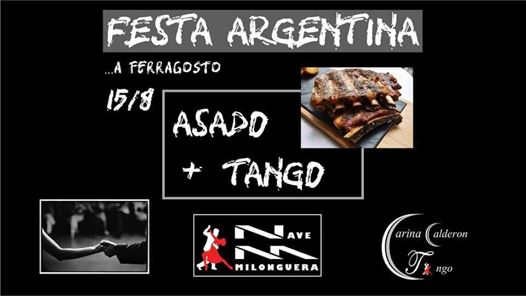 FESTA ARGENTINA
...A FERRAGOSTO
15/8
ASADO
+ TANGO
NAVE
MILONGUERA
Carina Calderon
Tango